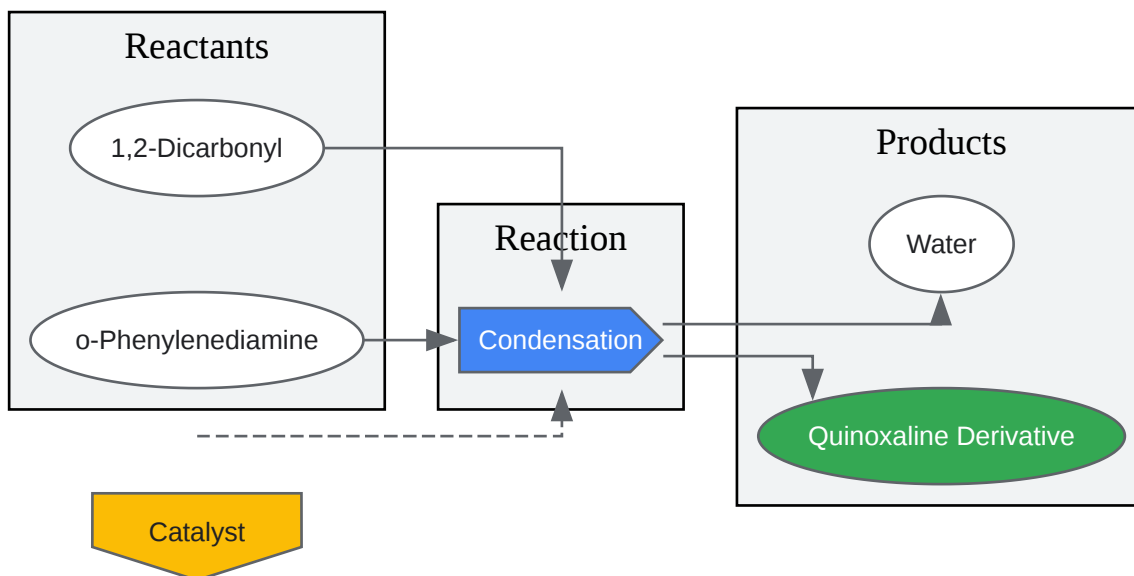 Reactants
1,2-Dicarbonyl
o-Phenylenediamine
Reaction
Condensation
Products
Water
Quinoxaline Derivative
Catalyst